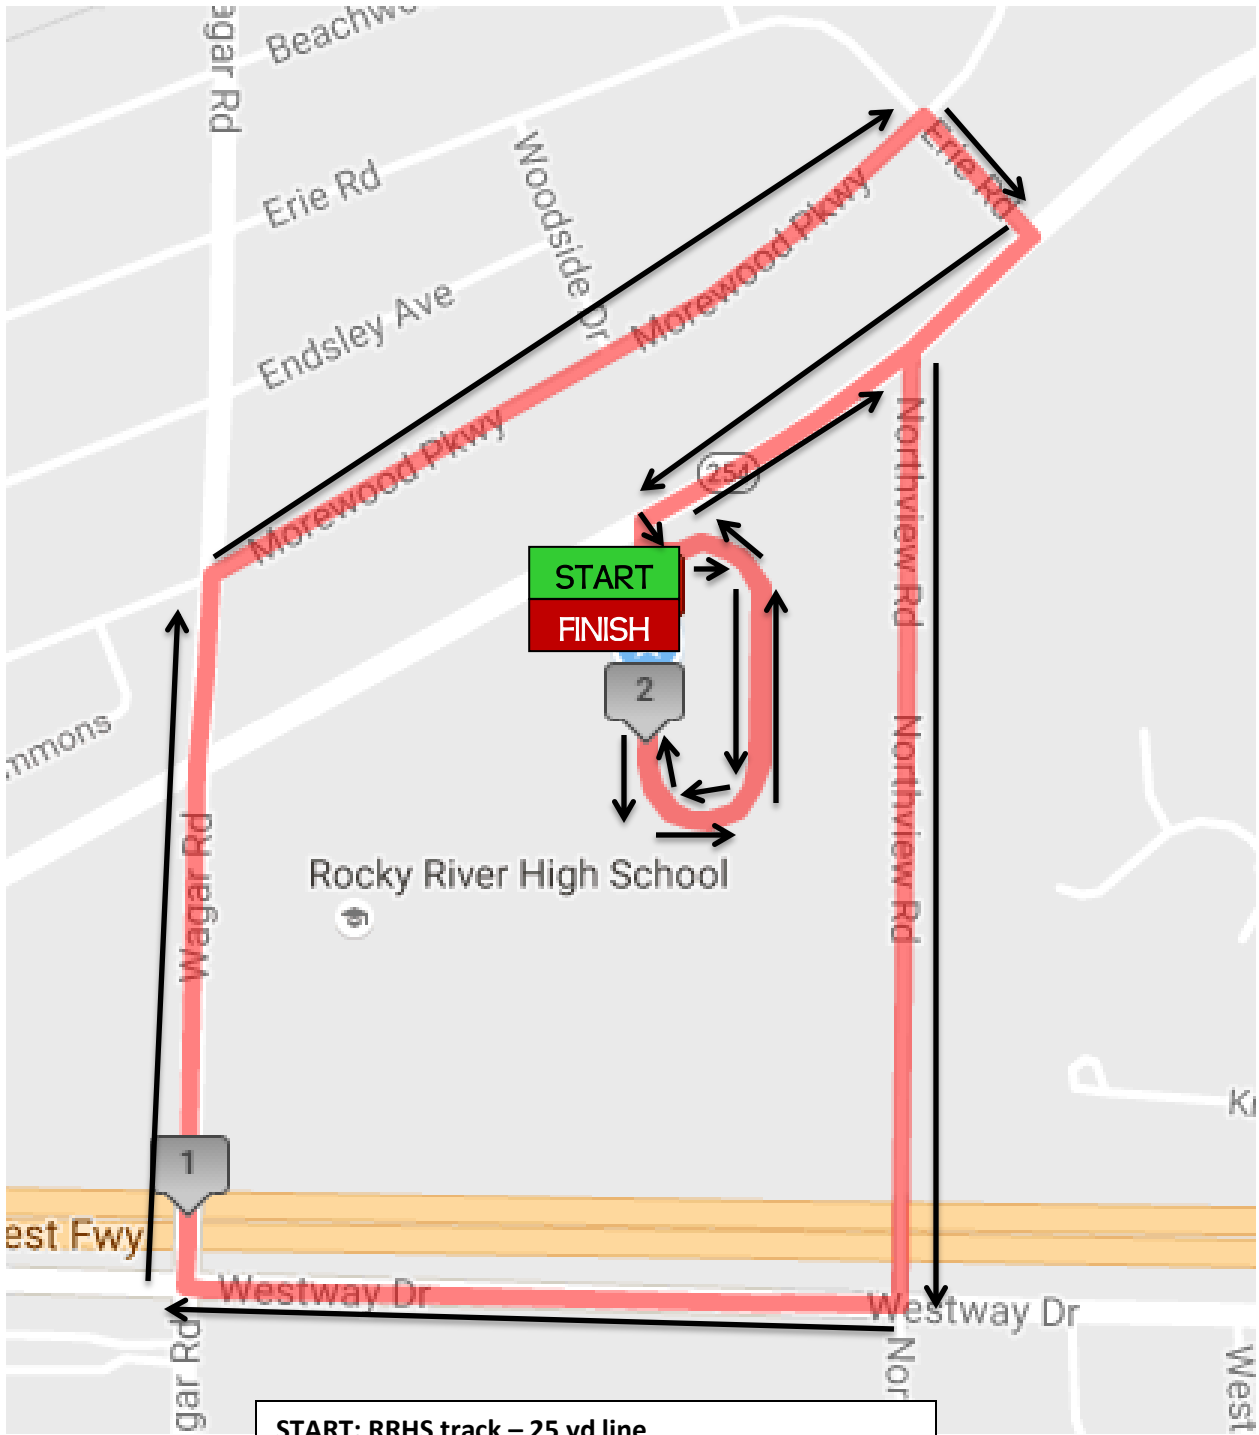 Beachwo
agar Rd
Erie Rd
Erie Rd
Woodside Dr
Morewood Pkwy
Endsley Ave
Morewood Pkwy
254
Northview Rd
START
FINISH
2
mmons
Northview Rd
Wagar Rd
Rocky River High School
Kr
1
est Fwy
Westway Dr
Westway Dr
gar Rd
Nor
West
START: RRHS track – 25 yd line